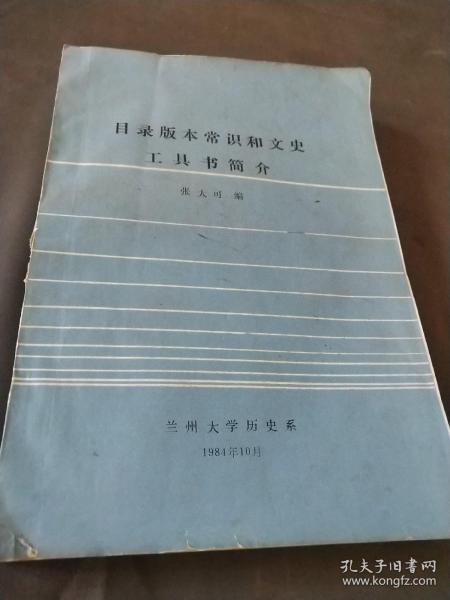 目录版本常识和文史
工具书简介
张大可 编
兰州大学历史系
1984年10月
孔夫子旧书网
www.kongfz.com